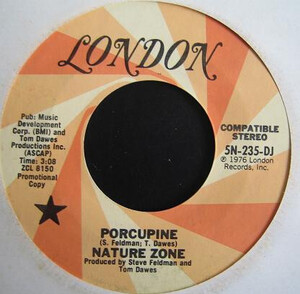 LONDON
Pub: Music
Development
Corp. (BMI) and
Tom Dawes
Productions Inc.
(ASCAP)
Time: 3:08
ZCL 8150
Promotional
Copy
COMPATIBLE
STEREO
5N-235-DJ
℗ 1976 London
Records, Inc.
PORCUPINE
(S. Feldman; T. Dawes)
NATURE ZONE
Produced by Steve Feldman and
Tom Dawes